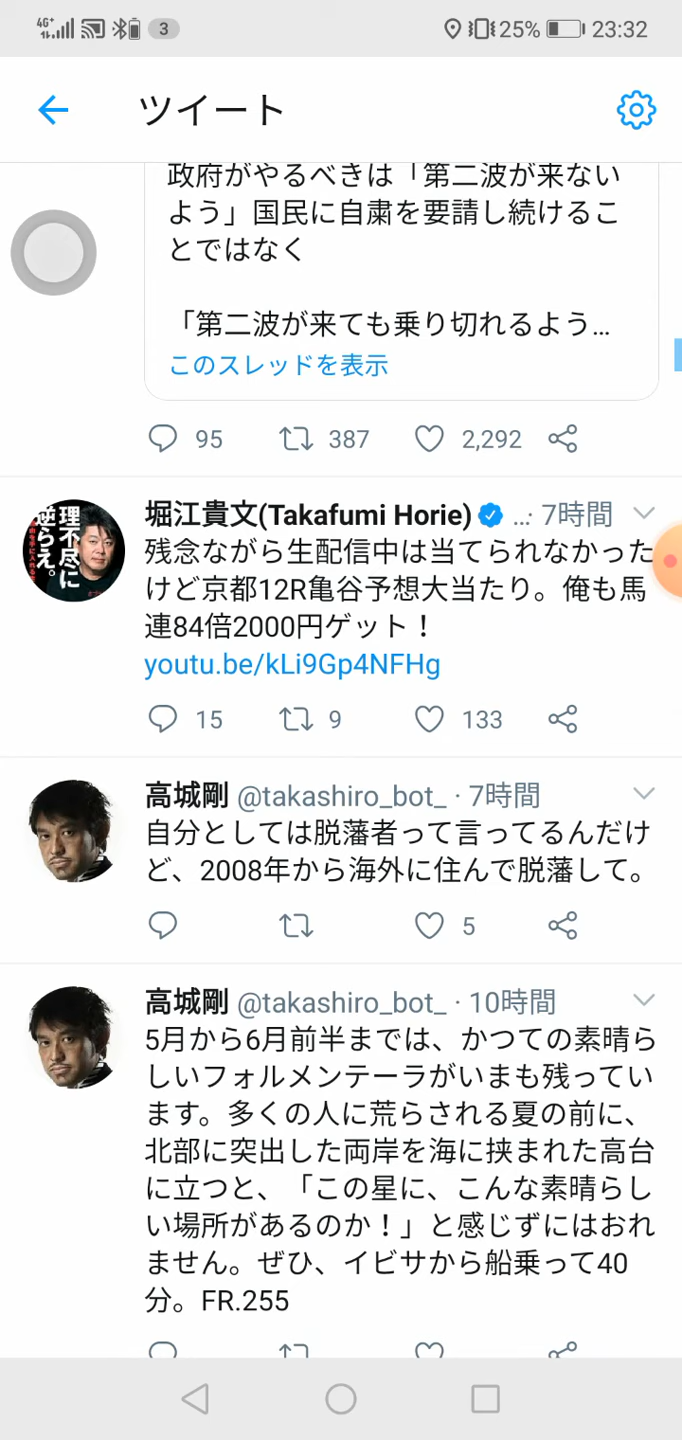 4G+ 3 25% 23:32
ツイート
政府がやるべきは「第二波が来ない
よう」国民に自粛を要請し続けるこ
とではなく
「第二波が来ても乗り切れるよう...
このスレッドを表示
95 387 2,292
理不尽に
逆らえ。
堀江貴文(Takafumi Horie) ...· 7時間
残念ながら生配信中は当てられなかった
けど京都12R亀谷予想大当たり。俺も馬
連84倍2000円ゲット！
youtu.be/kLi9Gp4NFHg
15 9 133
高城剛 @takashiro_bot_ · 7時間
自分としては脱藩者って言ってるんだけ
ど、2008年から海外に住んで脱藩して。
5
高城剛 @takashiro_bot_ · 10時間
5月から6月前半までは、かつての素晴ら
しいフォルメンテーラがいまも残ってい
ます。多くの人に荒らされる夏の前に、
北部に突出した両岸を海に挟まれた高台
に立つと、「この星に、こんな素晴らし
い場所があるのか！」と感じずにはおれ
ません。ぜひ、イビサから船乗って40
分。FR.255